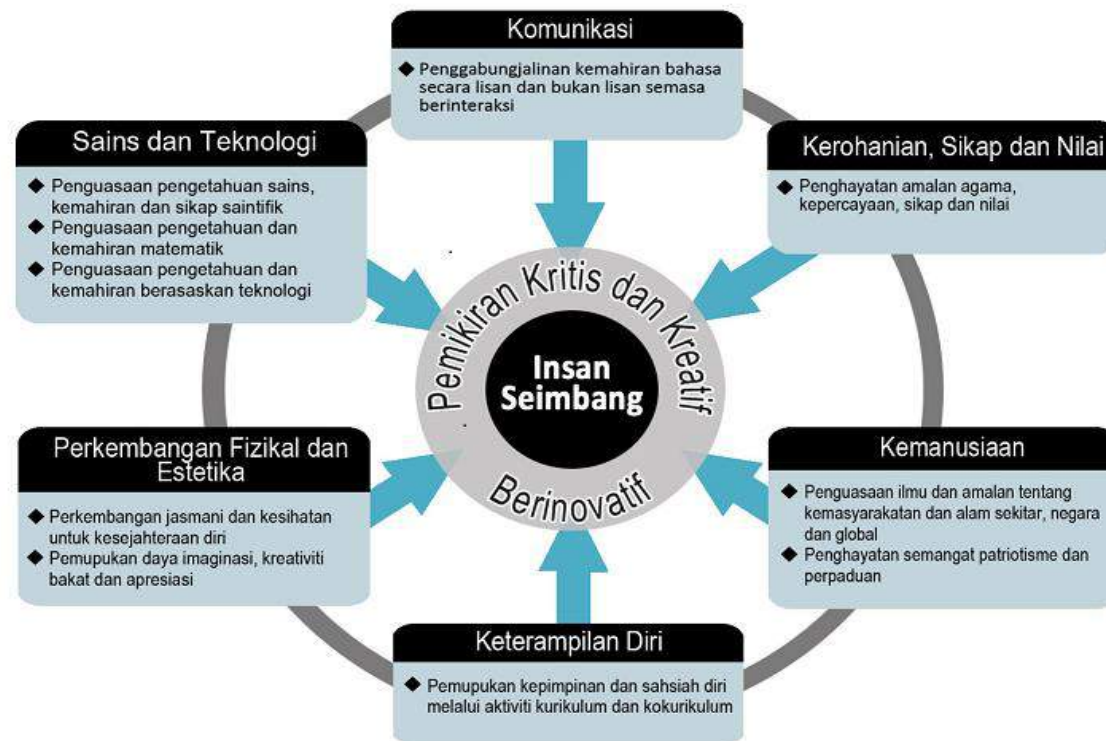 Komunikasi
◆ Penggabungjalinan kemahiran bahasa
secara lisan dan bukan lisan semasa
berinteraksi
Sains dan Teknologi
◆ Penguasaan pengetahuan sains,
kemahiran dan sikap saintifik
◆ Penguasaan pengetahuan dan
kemahiran matematik
◆ Penguasaan pengetahuan dan
kemahiran berasaskan teknologi
Kerohanian, Sikap dan Nilai
◆ Penghayatan amalan agama,
kepercayaan, sikap dan nilai
Pemikiran Kritis dan Kreatif
Insan
Seimbang
Berinovatif
Perkembangan Fizikal dan
Estetika
◆ Perkembangan jasmani dan kesihatan
untuk kesejahteraan diri
◆ Pemupukan daya imaginasi, kreativiti
bakat dan apresiasi
Kemanusiaan
◆ Penguasaan ilmu dan amalan tentang
kemasyarakatan dan alam sekitar, negara
dan global
◆ Penghayatan semangat patriotisme dan
perpaduan
Keterampilan Diri
◆ Pemupukan kepimpinan dan sahsiah diri
melalui aktiviti kurikulum dan kokurikulum